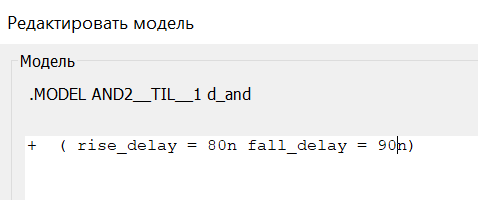 Редактировать модель
Модель
.MODEL AND2__TIL__1 d_and
+ ( rise_delay = 80n fall_delay = 90n)